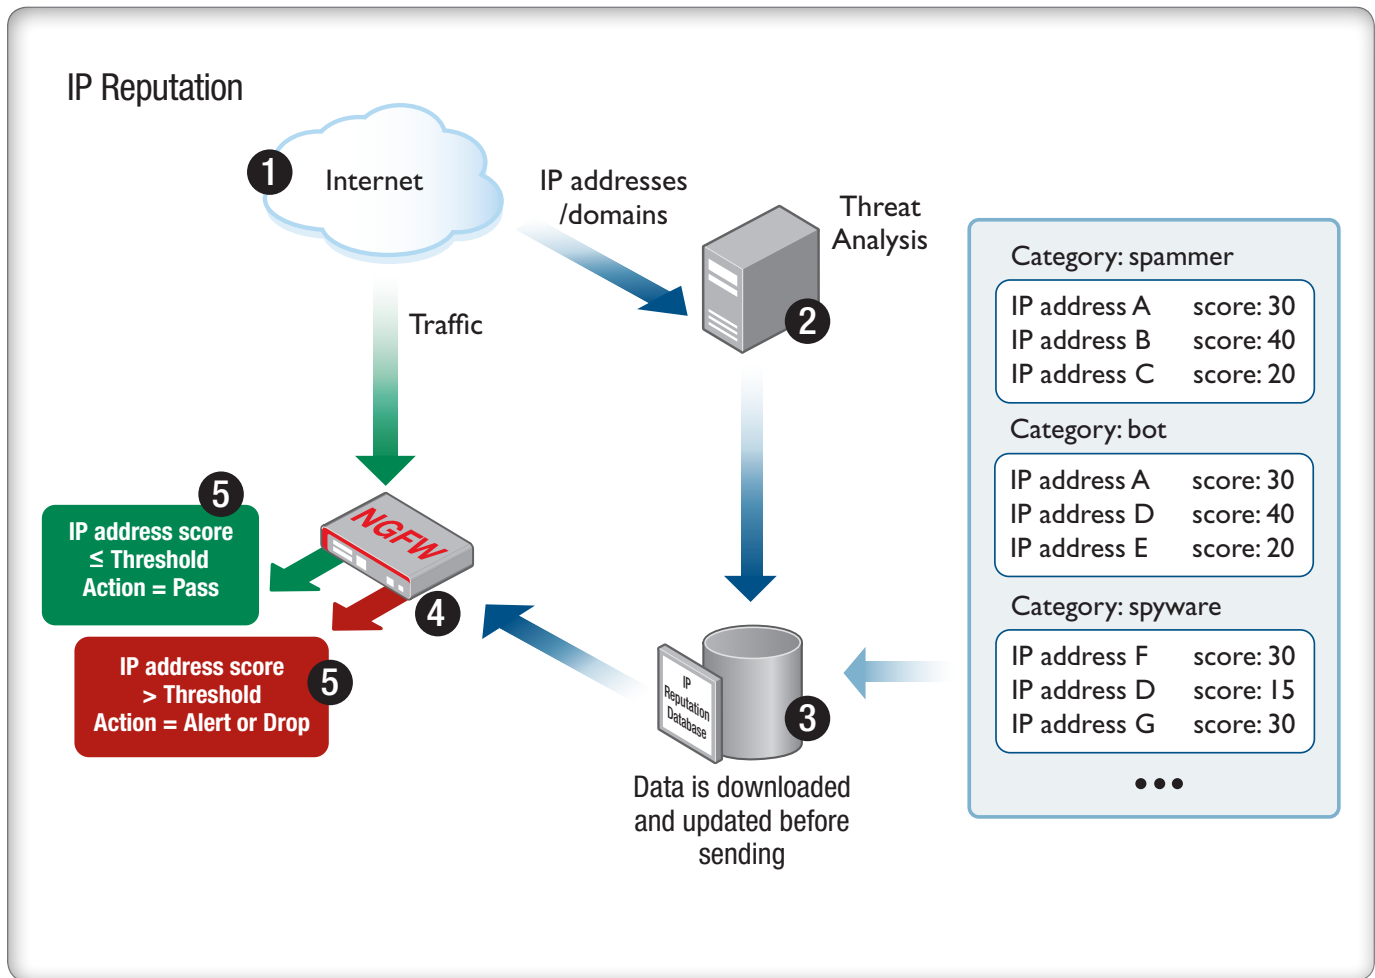 IP Reputation
1
Internet
IP addresses
/domains
Threat
Analysis
2
Traffic
Category: spammer
IP address A score: 30
IP address B score: 40
IP address C score: 20
Category: bot
IP address A score: 30
IP address D score: 40
IP address E score: 20
Category: spyware
IP address F score: 30
IP address D score: 15
IP address G score: 30
•••
5
IP address score
≤ Threshold
Action = Pass
NGFW
4
IP address score
> Threshold
Action = Alert or Drop
5
IP
Reputation
Database
3
Data is downloaded
and updated before
sending